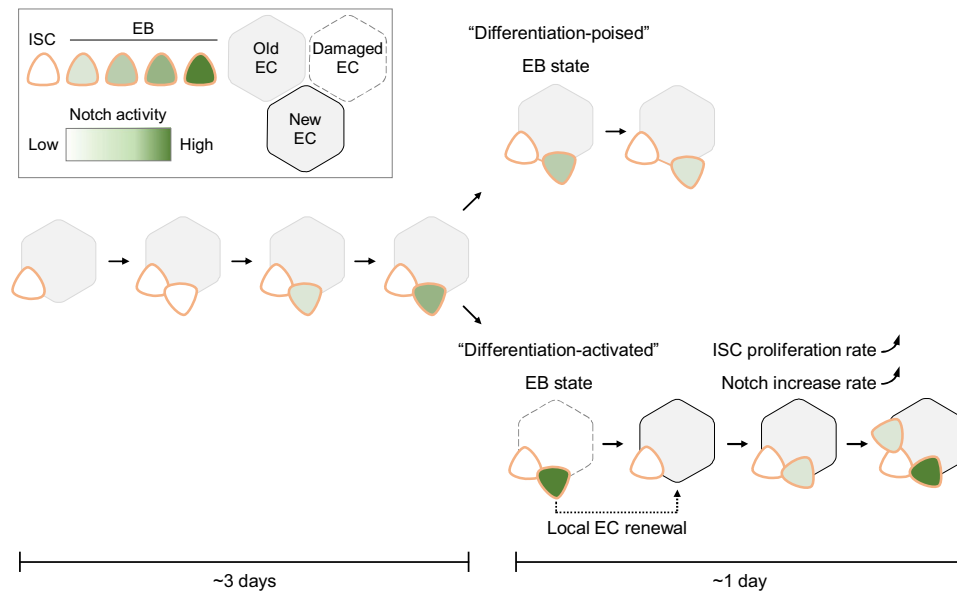 ISC
EB
Old
EC
Damaged
EC
New
EC
Notch activity
Low
High
“Differentiation-poised”
EB state
“Differentiation-activated”
EB state
ISC proliferation rate
Notch increase rate
Local EC renewal
~3 days
~1 day